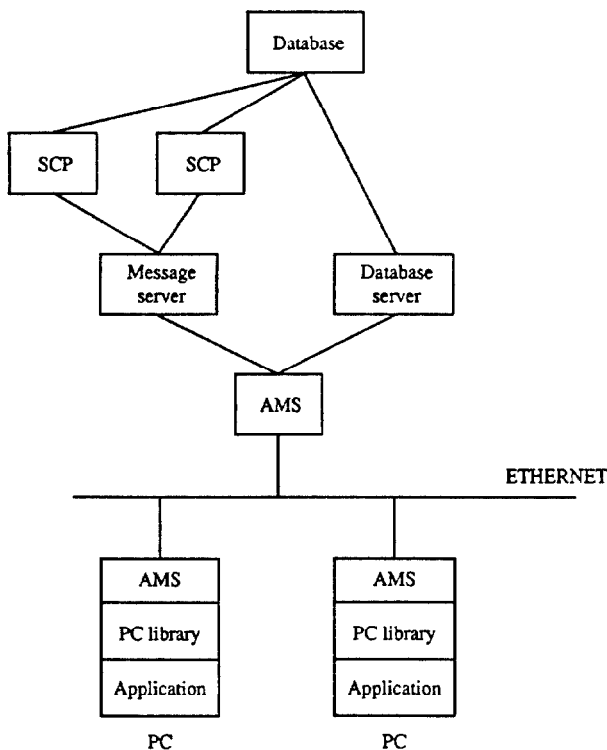 Database
SCP
SCP
Message
server
Database
server
AMS
ETHERNET
AMS
AMS
PC library
PC library
Application
Application
PC
PC